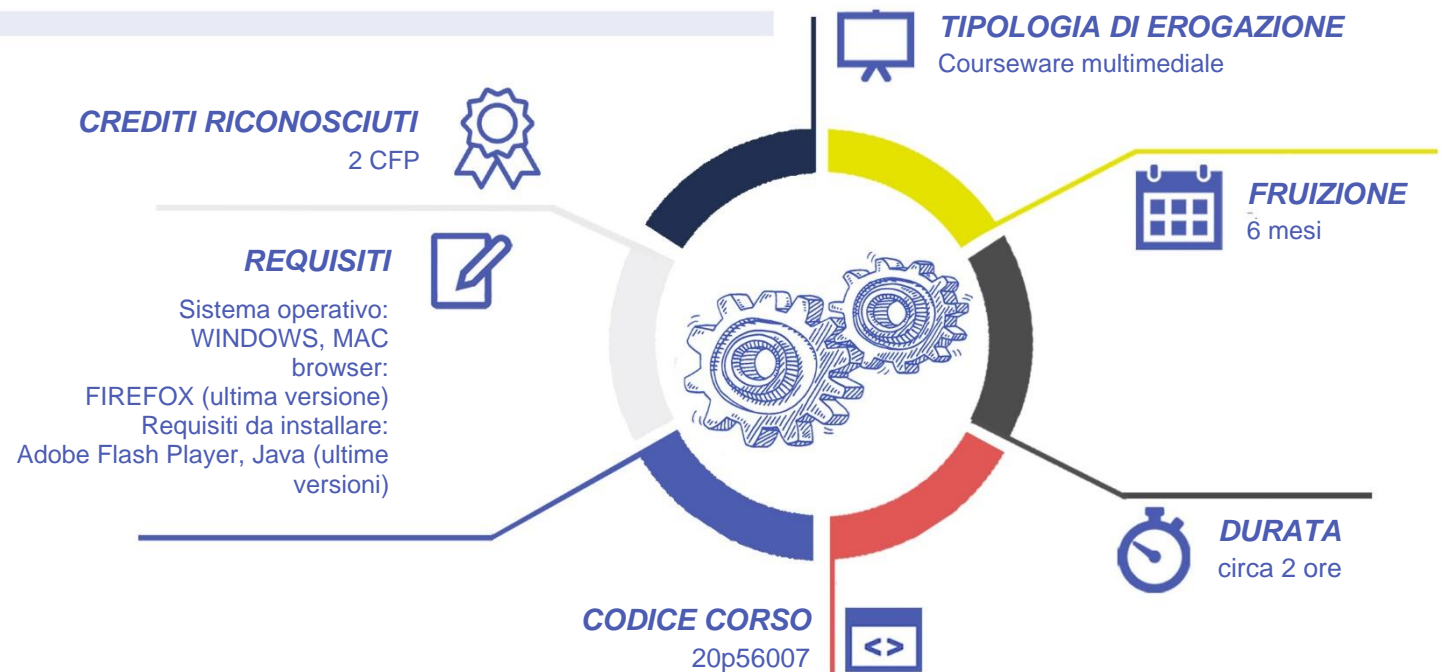 TIPOLOGIA DI EROGAZIONE
Courseware multimediale
CREDITI RICONOSCIUTI
2 CFP
FRUIZIONE
6 mesi
REQUISITI
Sistema operativo:
WINDOWS, MAC
browser:
FIREFOX (ultima versione)
Requisiti da installare:
Adobe Flash Player, Java (ultime
versioni)
DURATA
circa 2 ore
CODICE CORSO
20p56007
<>